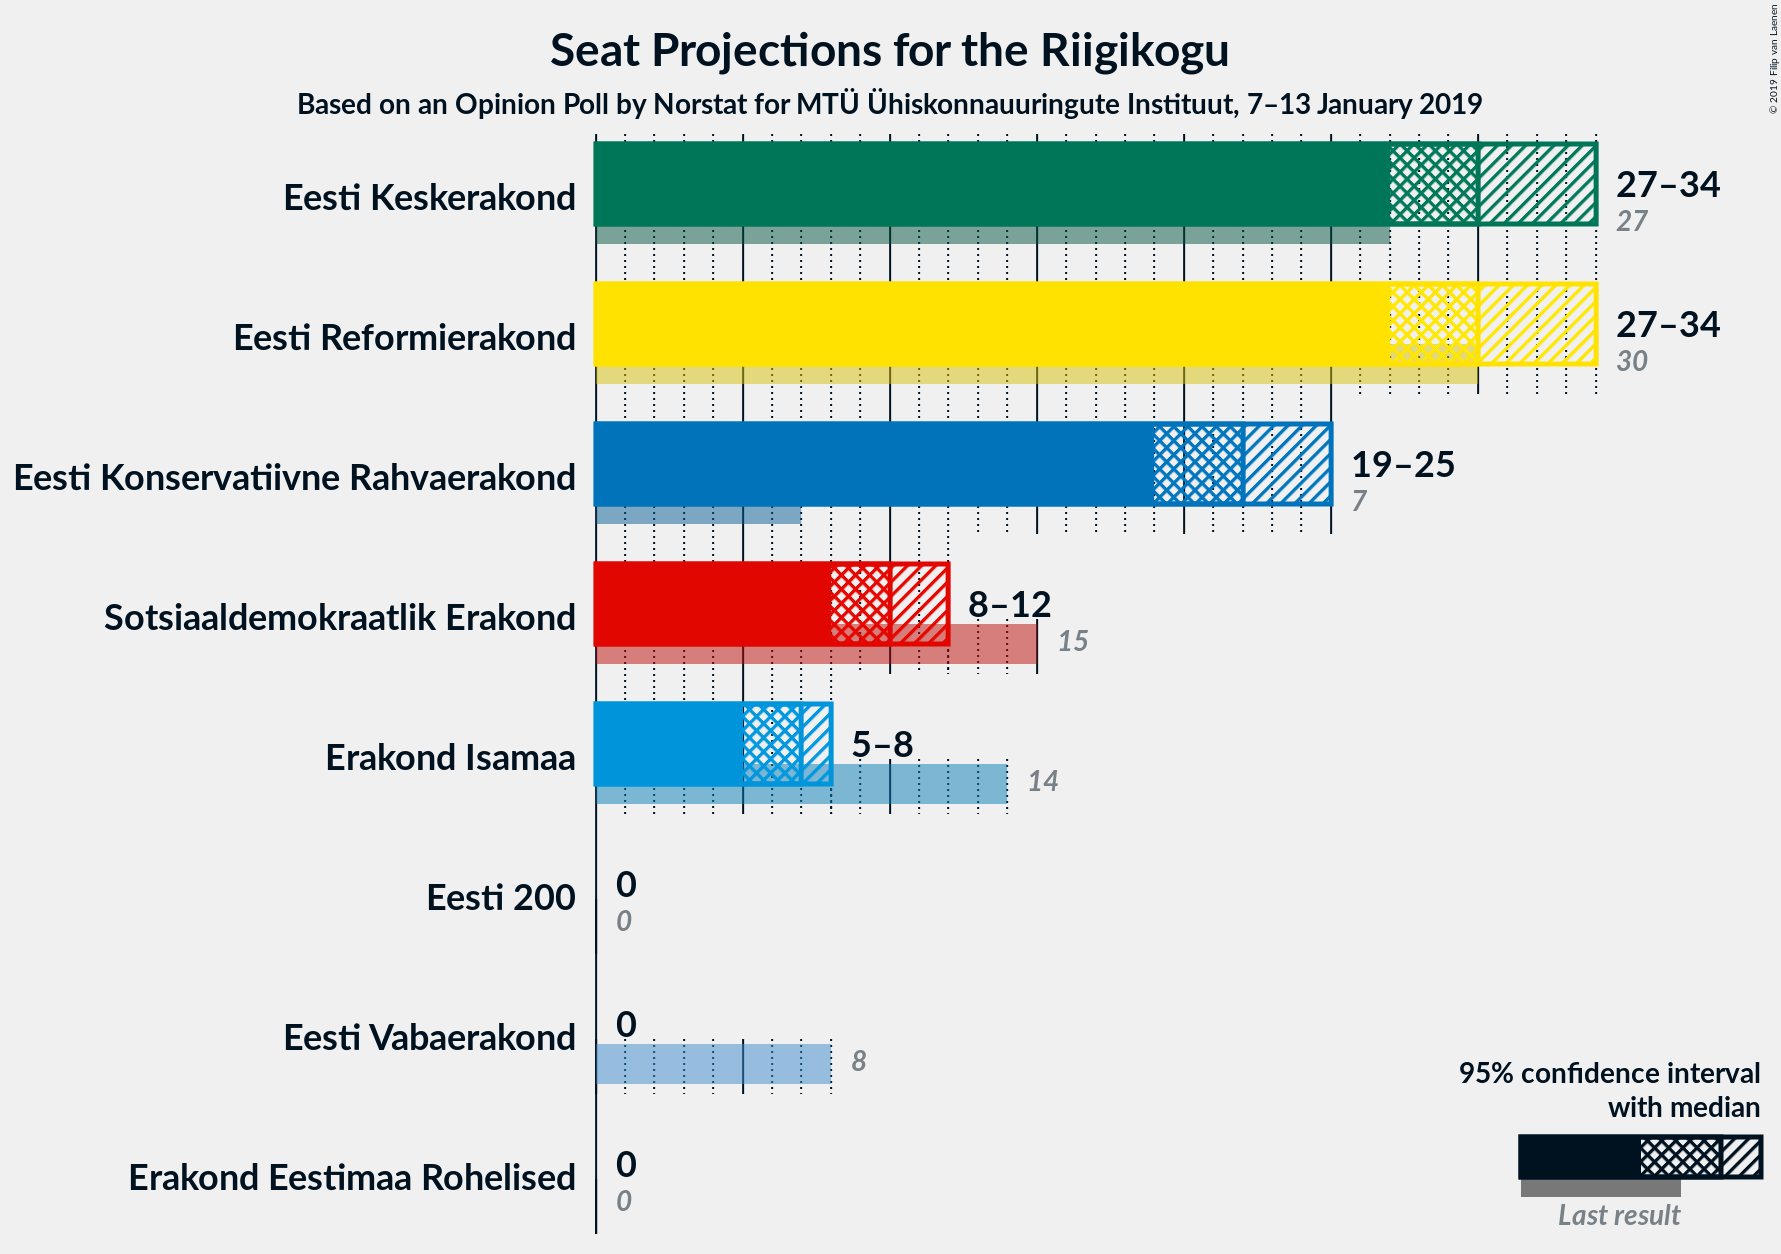 Seat Projections for the Riigikogu
Based on an Opinion Poll by Norstat for MTÜ Ühiskonnauuringute Instituut, 7–13 January 2019
© 2019 Filip van Laenen
Eesti Keskerakond
27–34
27
Eesti Reformierakond
27–34
30
Eesti Konservatiivne Rahvaerakond
19–25
7
Sotsiaaldemokraatlik Erakond
8–12
15
Erakond Isamaa
5–8
14
Eesti 200
0
0
Eesti Vabaerakond
0
8
Erakond Eestimaa Rohelised
0
0
95% confidence interval
with median
Last result